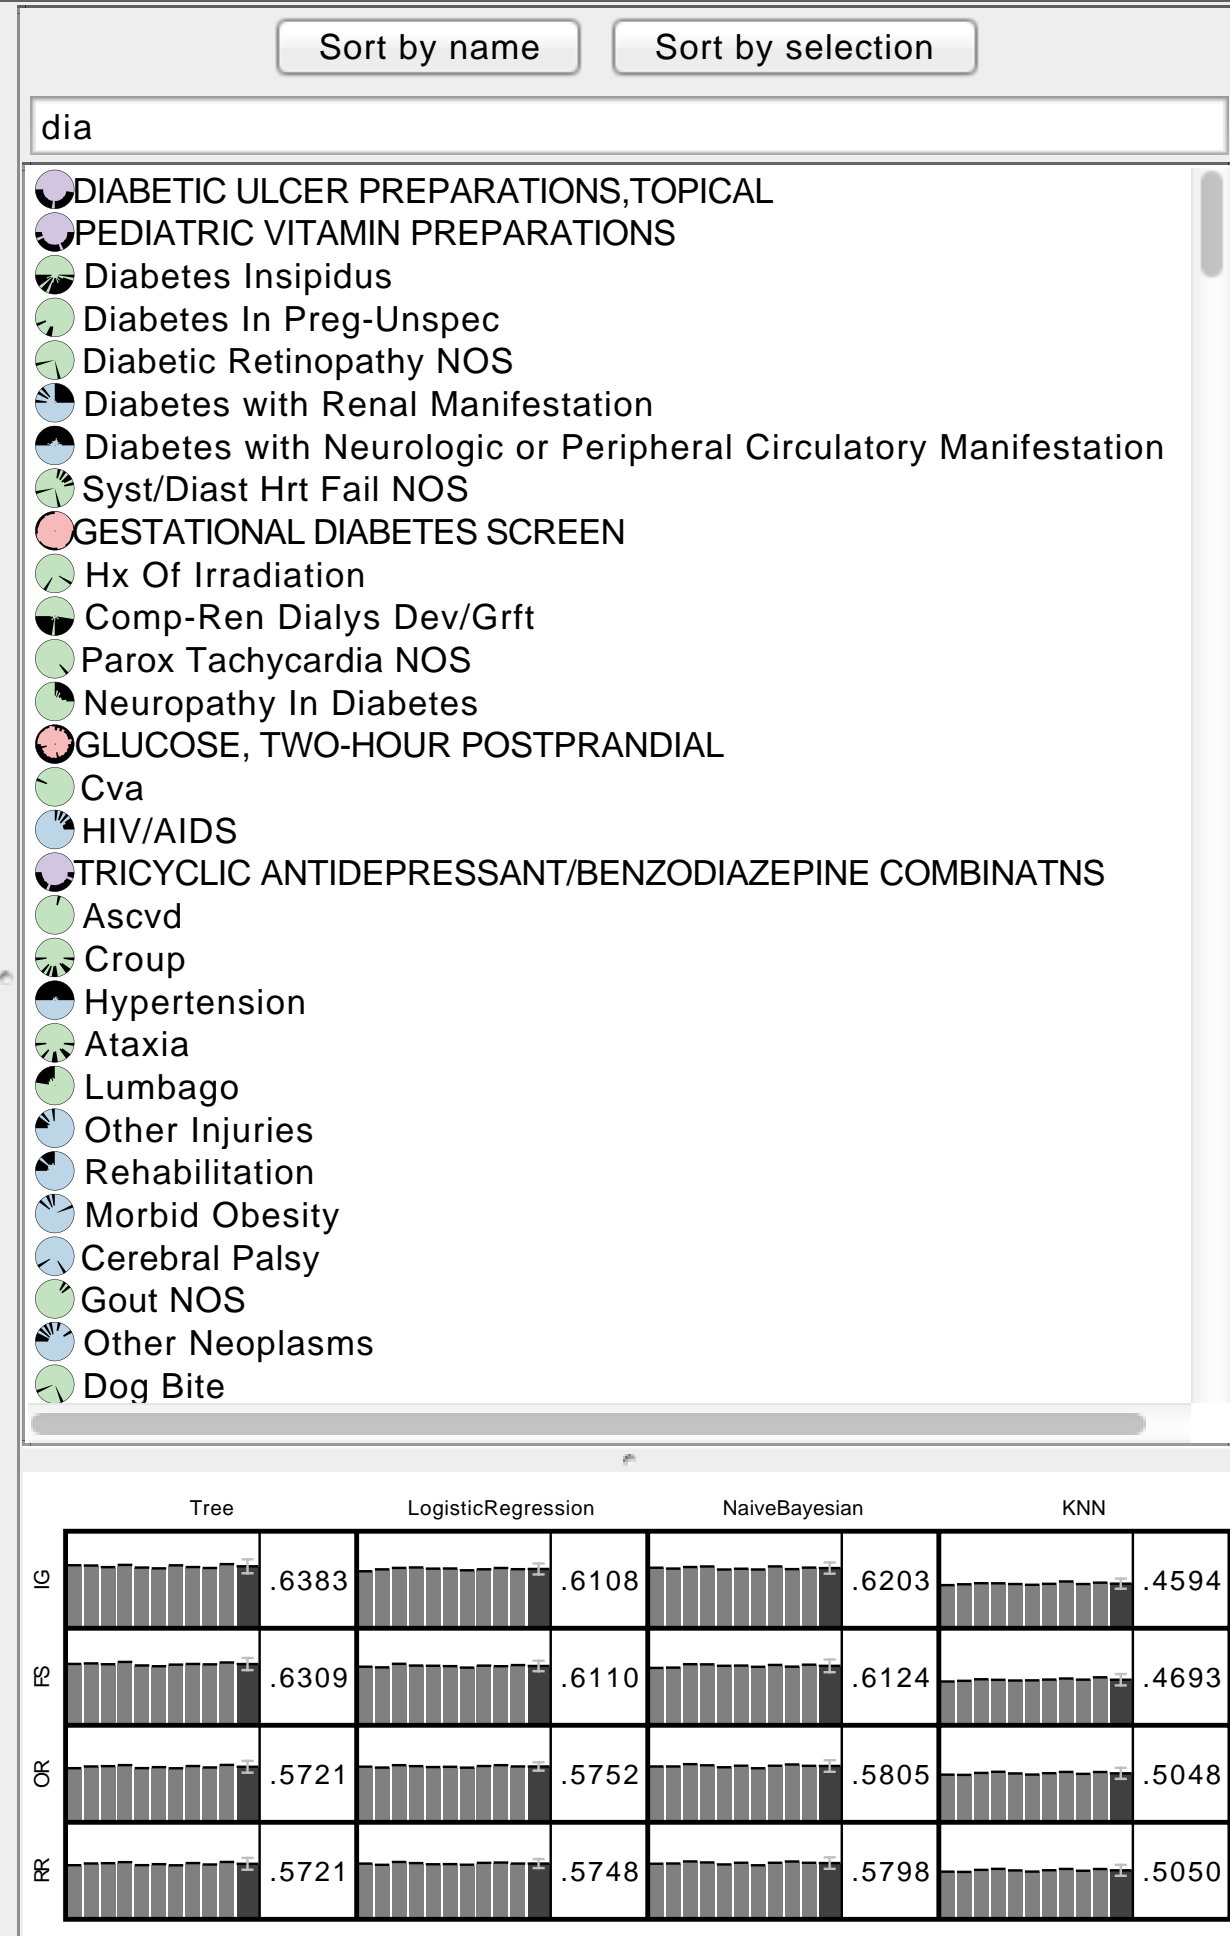 Sort by name Sort by selection
dia
DIABETIC ULCER PREPARATIONS,TOPICAL
PEDIATRIC VITAMIN PREPARATIONS
Diabetes Insipidus
Diabetes In Preg-Unspec
Diabetic Retinopathy NOS
Diabetes with Renal Manifestation
Diabetes with Neurologic or Peripheral Circulatory Manifestation
Syst/Diast Hrt Fail NOS
GESTATIONAL DIABETES SCREEN
Hx Of Irradiation
Comp-Ren Dialys Dev/Grft
Parox Tachycardia NOS
Neuropathy In Diabetes
GLUCOSE, TWO-HOUR POSTPRANDIAL
Cva
HIV/AIDS
TRICYCLIC ANTIDEPRESSANT/BENZODIAZEPINE COMBINATNS
Ascvd
Croup
Hypertension
Ataxia
Lumbago
Other Injuries
Rehabilitation
Morbid Obesity
Cerebral Palsy
Gout NOS
Other Neoplasms
Dog Bite
Tree LogisticRegression NaiveBayesian KNN
IG .6383 .6108 .6203 .4594
FS .6309 .6110 .6124 .4693
OR .5721 .5752 .5805 .5048
RR .5721 .5748 .5798 .5050